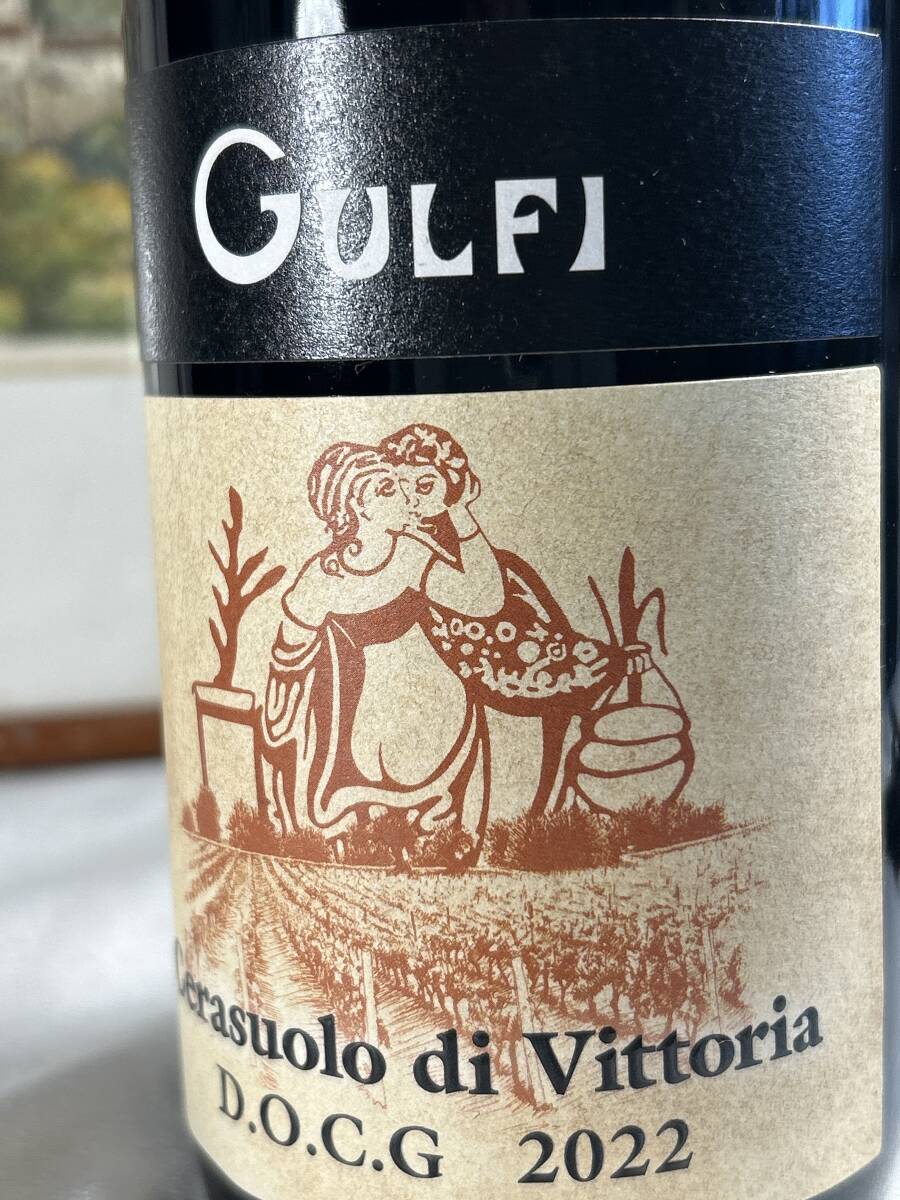 GULFI
Cerasuolo di Vittoria
D.O.C.G 2022